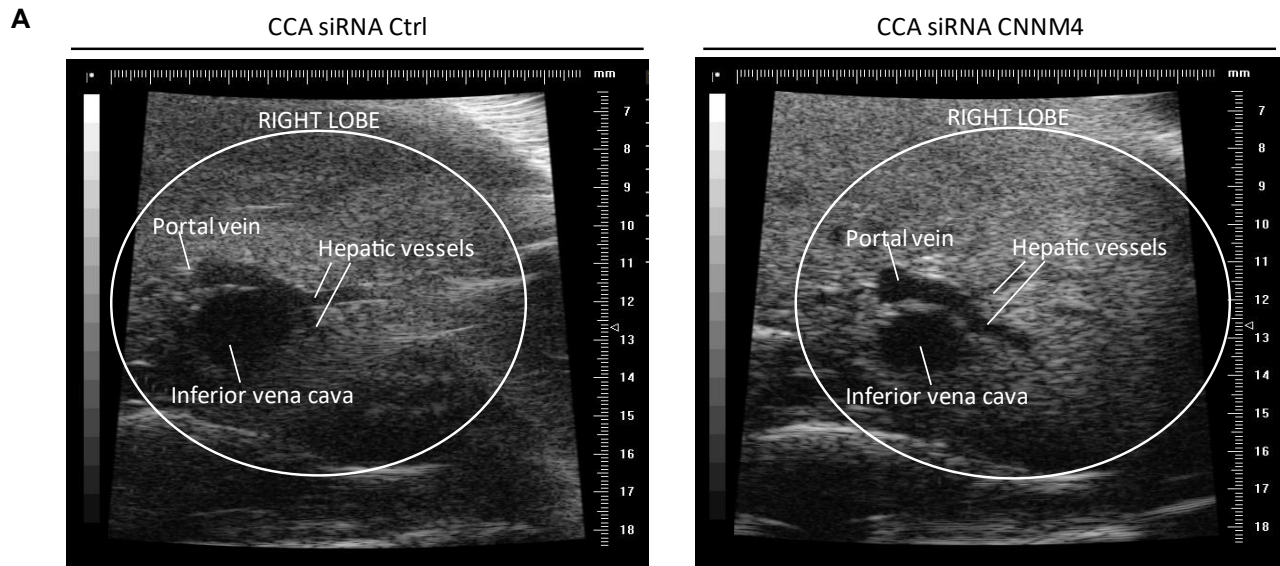 A
CCA siRNA Ctrl
CCA siRNA CNNM4
mm
RIGHT LOBE
Portal vein
Hepatic vessels
Inferior vena cava
7
8
9
10
11
12
13
14
15
16
17
18
mm
RIGHT LOBE
Portal vein
Hepatic vessels
Inferior vena cava
7
8
9
10
11
12
13
14
15
16
17
18